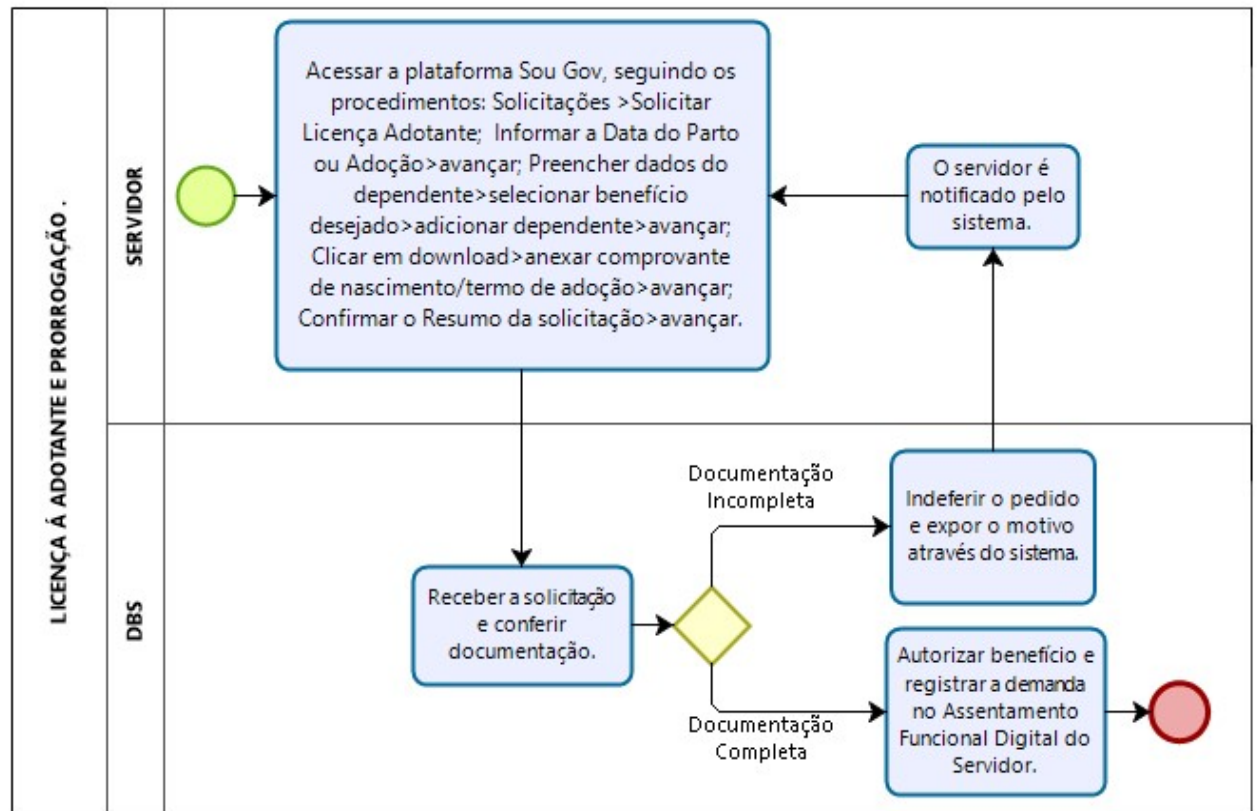 LICENÇA Á ADOTANTE E PRORROGAÇÃO .
SERVIDOR
Acessar a plataforma Sou Gov, seguindo os
procedimentos: Solicitações >Solicitar
Licença Adotante;  Informar a Data do Parto
ou Adoção>avançar; Preencher dados do
dependente>selecionar benefício
desejado>adicionar dependente>avançar;
Clicar em download>anexar comprovante
de nascimento/termo de adoção>avançar;
Confirmar o Resumo da solicitação>avançar.
O servidor é
notificado pelo
sistema.
DBS
Receber a solicitação
e conferir
documentação.
Documentação
Incompleta
Indeferir o pedido
e expor o motivo
através do sistema.
Documentação
Completa
Autorizar benefício e
registrar a demanda
no Assentamento
Funcional Digital do
Servidor.